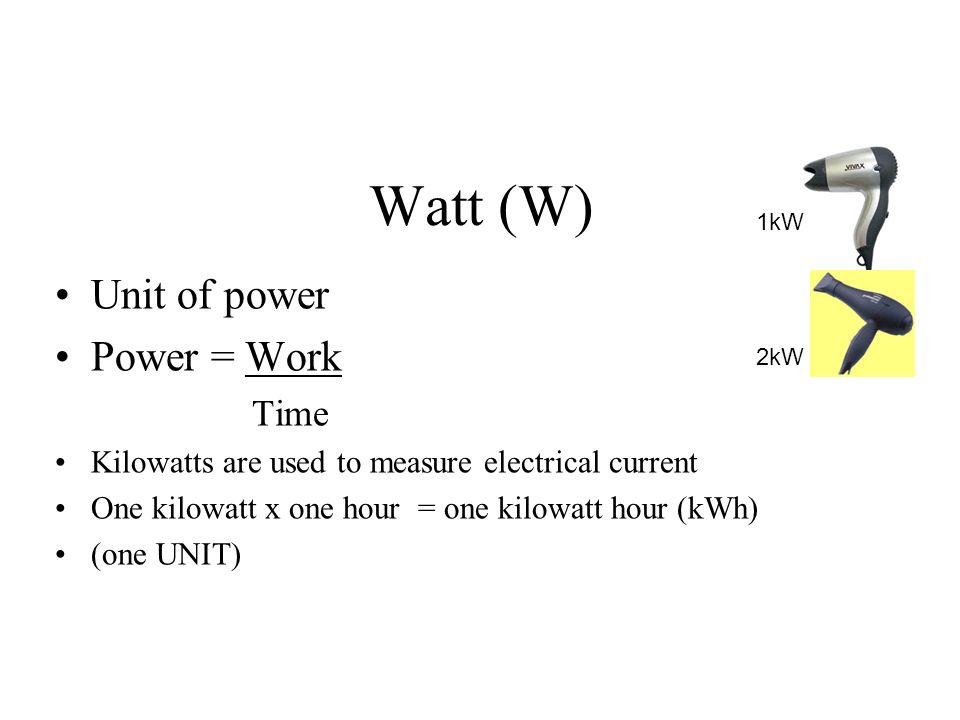 Watt (W)
VIVAX
1kW
• Unit of power
• Power = Work
Time
2kW
• Kilowatts are used to measure electrical current
• One kilowatt x one hour = one kilowatt hour (kWh)
• (one UNIT)